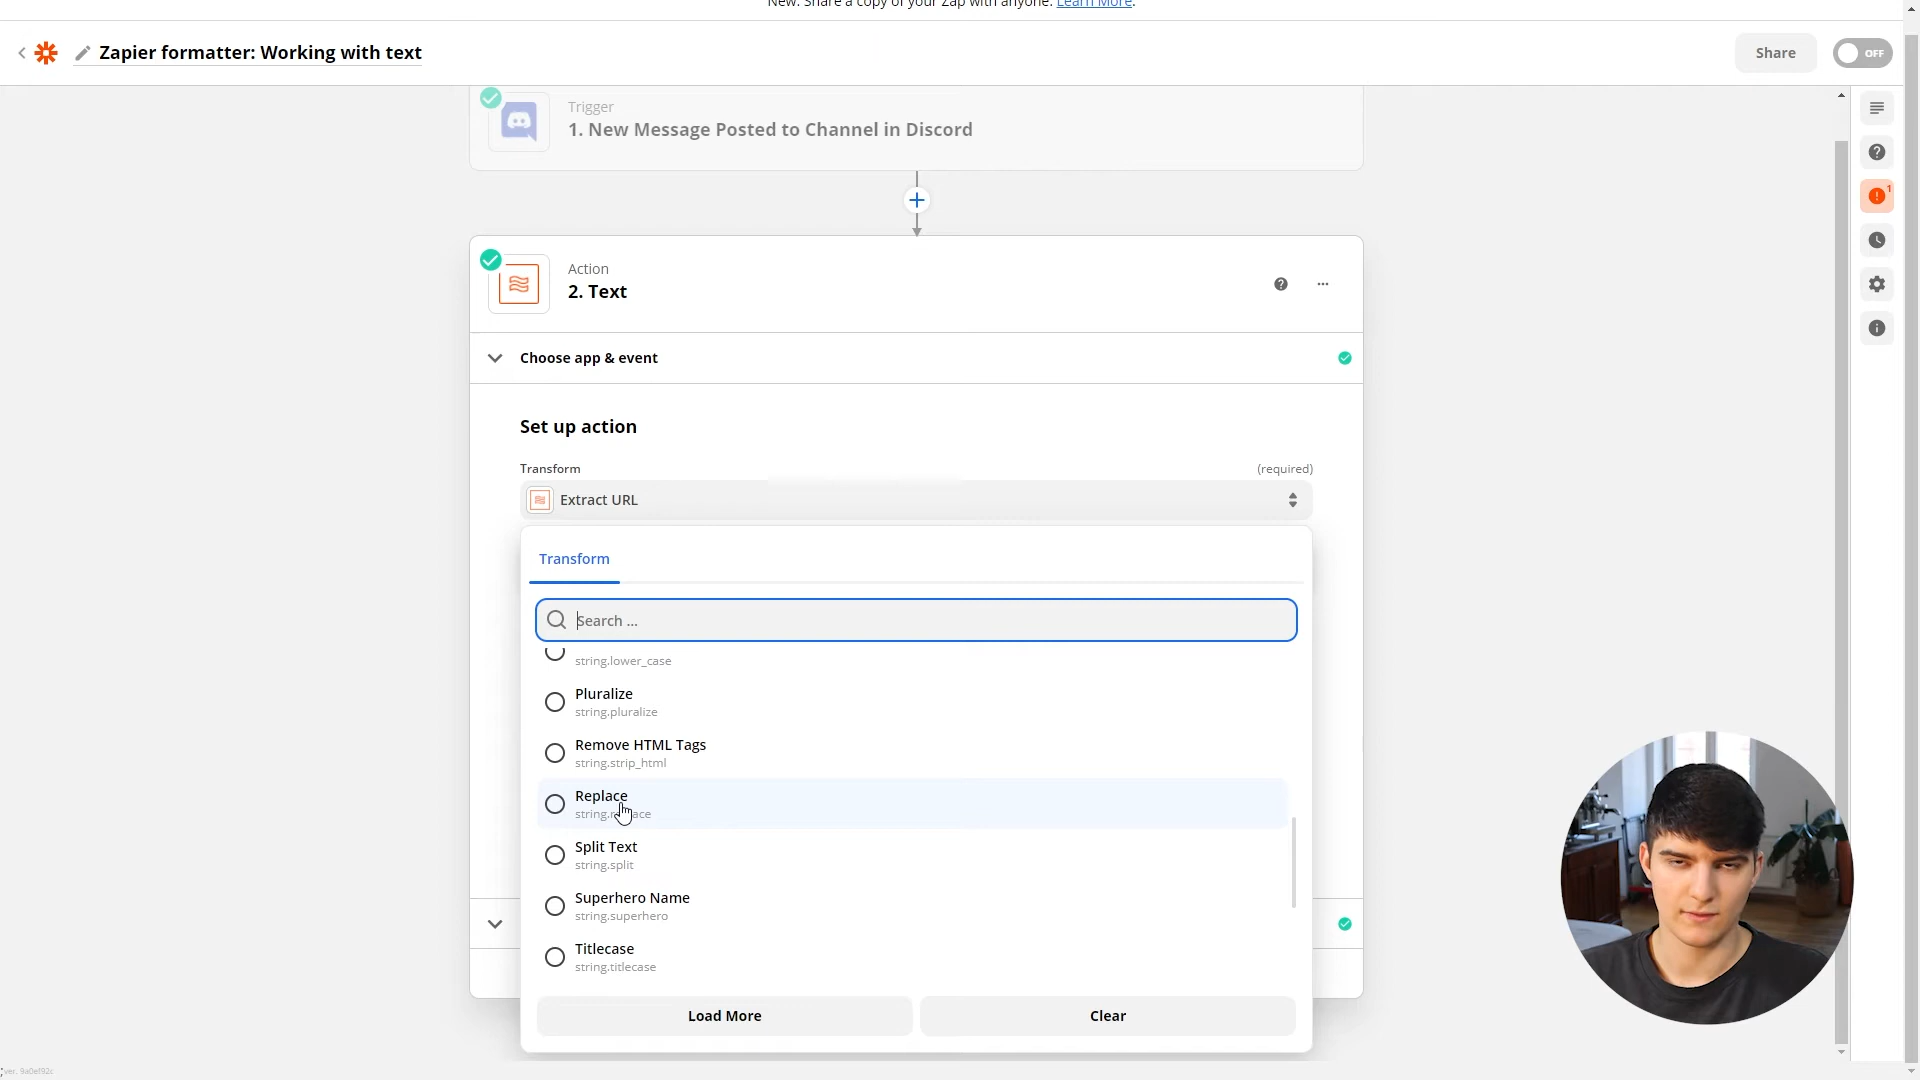 New: Share a copy of your Zap with anyone. Learn More.
Zapier formatter: Working with text
Share
OFF
Trigger
1. New Message Posted to Channel in Discord
1
Action
2. Text
Choose app & event
Set up action
Transform
(required)
Extract URL
Transform
Search ...
string.lower_case
Pluralize
string.pluralize
Remove HTML Tags
string.strip_html
Replace
Split Text
string.split
Superhero Name
string.superhero
Titlecase
string.titlecase
Load More
Clear